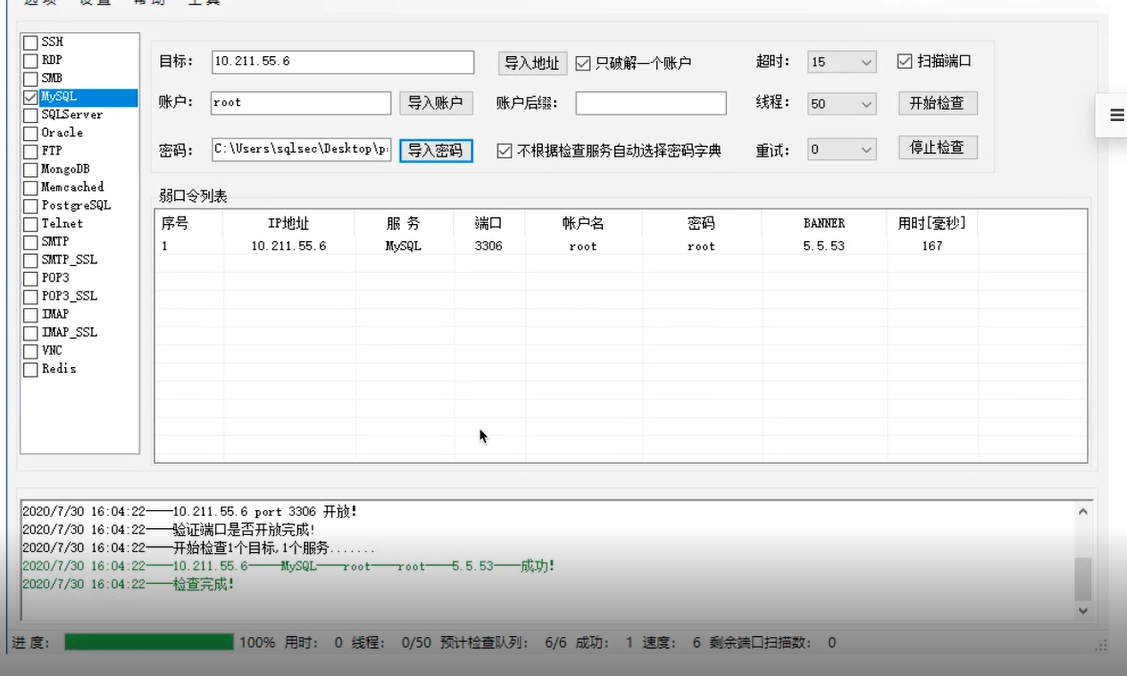 选项 设置 帮助 工具
SSH
RDP
SMB
MySQL
SQLServer
Oracle
FTP
MongoDB
Memcached
PostgreSQL
Telnet
SMTP
SMTP_SSL
POP3
POP3_SSL
IMAP
IMAP_SSL
VNC
Redis
目标： 10.211.55.6 导入地址 只破解一个账户 超时： 15 扫描端口
账户： root 导入账户 账户后缀： 线程： 50 开始检查
密码： C:\Users\sqlsec\Desktop\p 导入密码 不根据检查服务自动选择密码字典 重试： 0 停止检查
弱口令列表
序号 IP地址 服 务 端口 帐户名 密码 BANNER 用时[毫秒]
1 10.211.55.6 MySQL 3306 root root 5.5.53 167
2020/7/30 16:04:22——10.211.55.6 port 3306 开放!
2020/7/30 16:04:22——验证端口是否开放完成!
2020/7/30 16:04:22——开始检查1个目标,1个服务.......
2020/7/30 16:04:22——10.211.55.6——MySQL——root——root——5.5.53——成功!
2020/7/30 16:04:22——检查完成!
进 度： 100% 用时： 0 线程： 0/50 预计检查队列： 6/6 成功： 1 速度： 6 剩余端口扫描数： 0